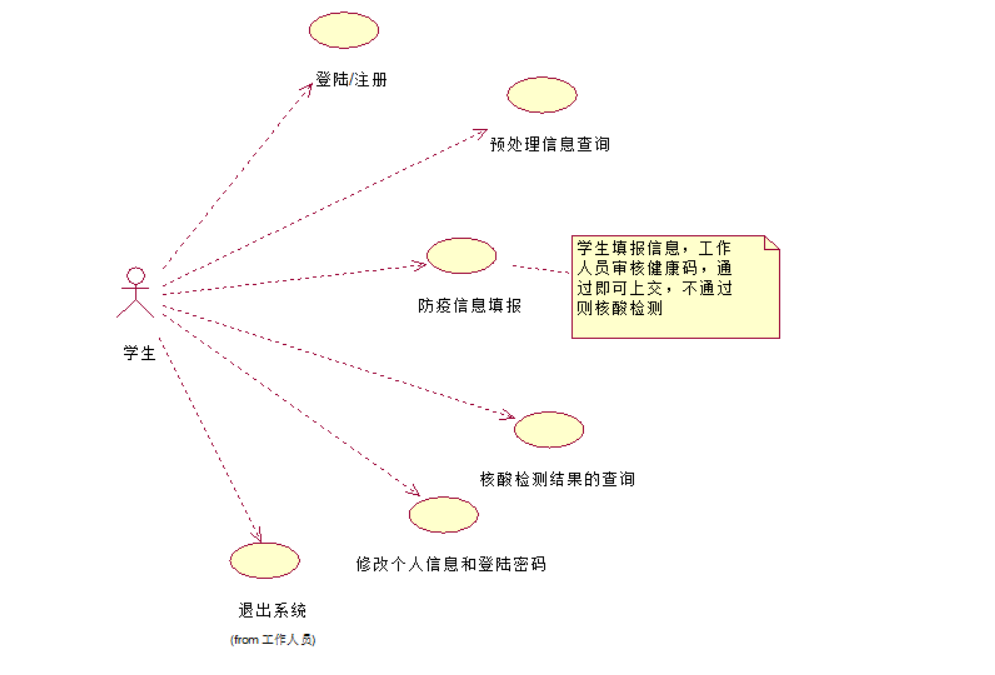 登陆/注册
预处理信息查询
学生填报信息，工作
人员审核健康码，通
过即可上交，不通过
则核酸检测
防疫信息填报
学生
核酸检测结果的查询
修改个人信息和登陆密码
退出系统
(from 工作人员)